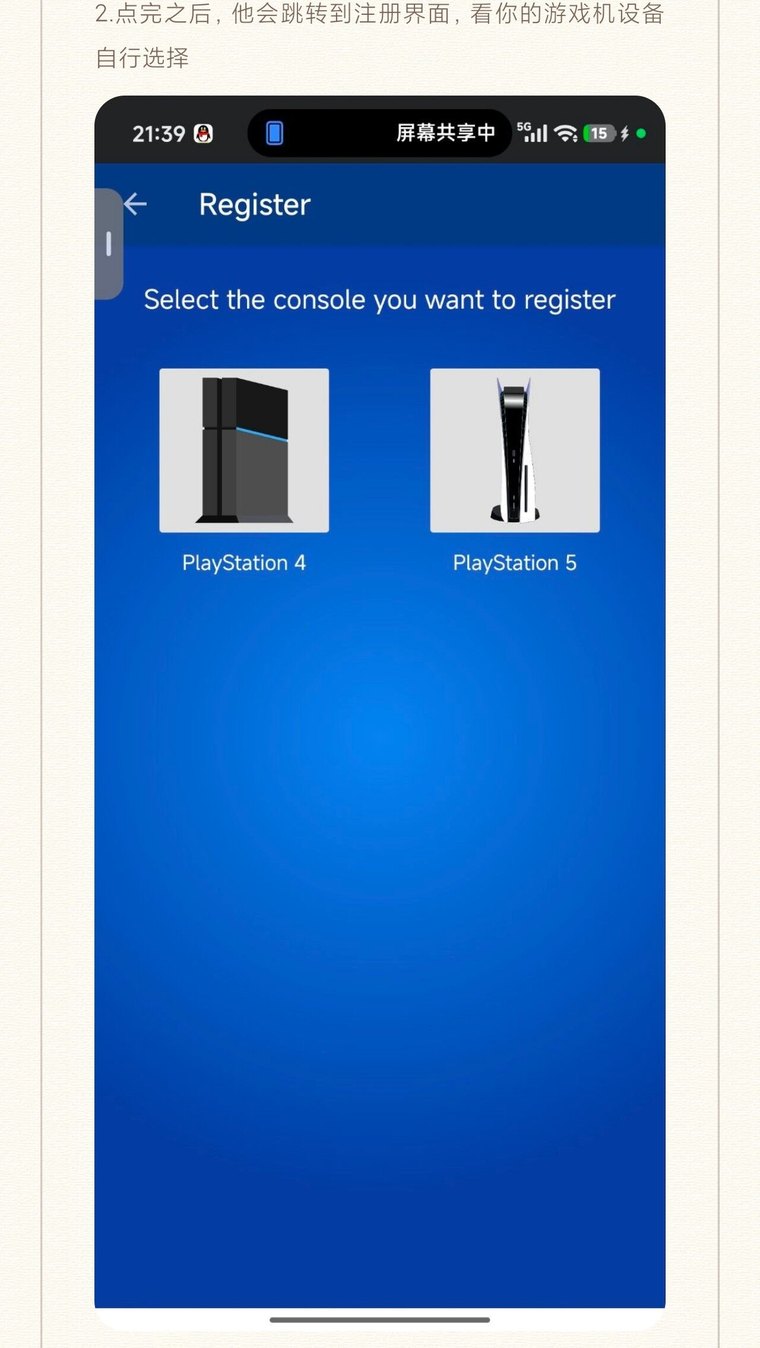 2.点完之后，他会跳转到注册界面，看你的游戏机设备
自行选择
21:39 屏幕共享中 5G 15
Register
Select the console you want to register
PlayStation 4 PlayStation 5